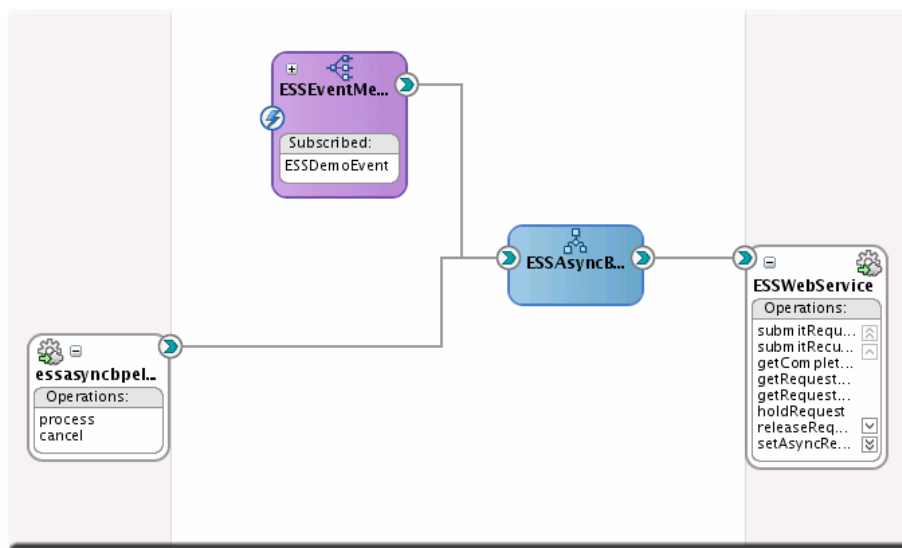 ESSEventMe...
Subscribed:
ESSDemoEvent
ESSAsyncB...
ESSWebService
Operations:
submitRequ...
submitRecu...
getComplet...
getRequest...
getRequest...
holdRequest
releaseReq...
setAsyncRe...
essasyncbpel...
Operations:
process
cancel